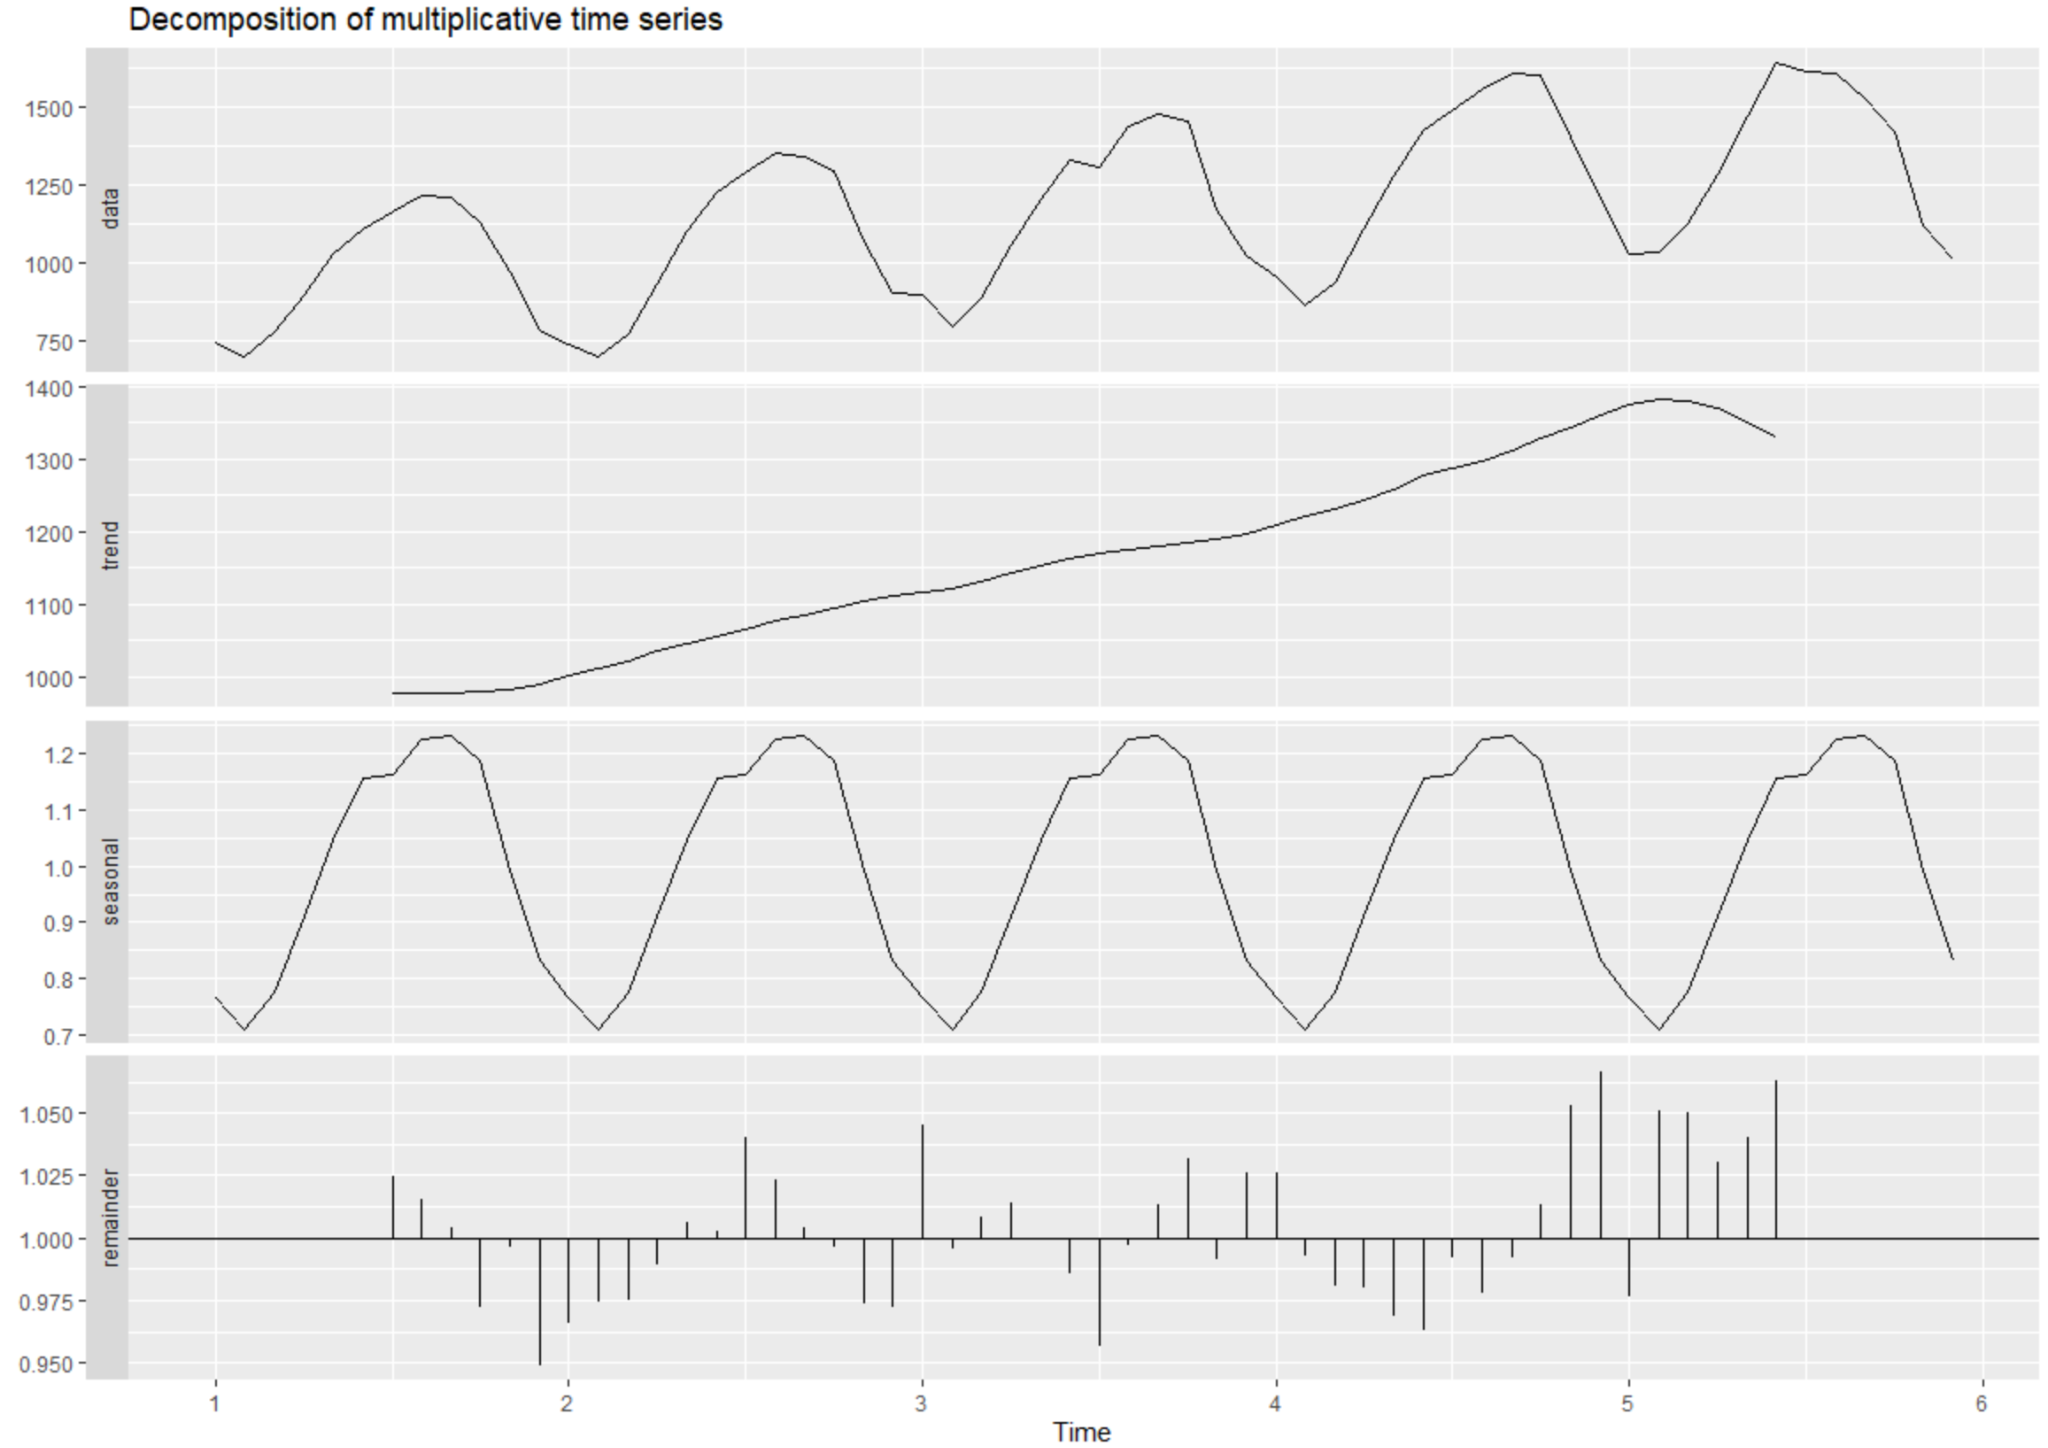 Decomposition of multiplicative time series
1500
1250
1000
750
data
1400
1300
1200
1100
1000
trend
1.2
1.1
1.0
0.9
0.8
0.7
seasonal
1.050
1.025
1.000
0.975
0.950
remainder
1 2 3 4 5 6
Time